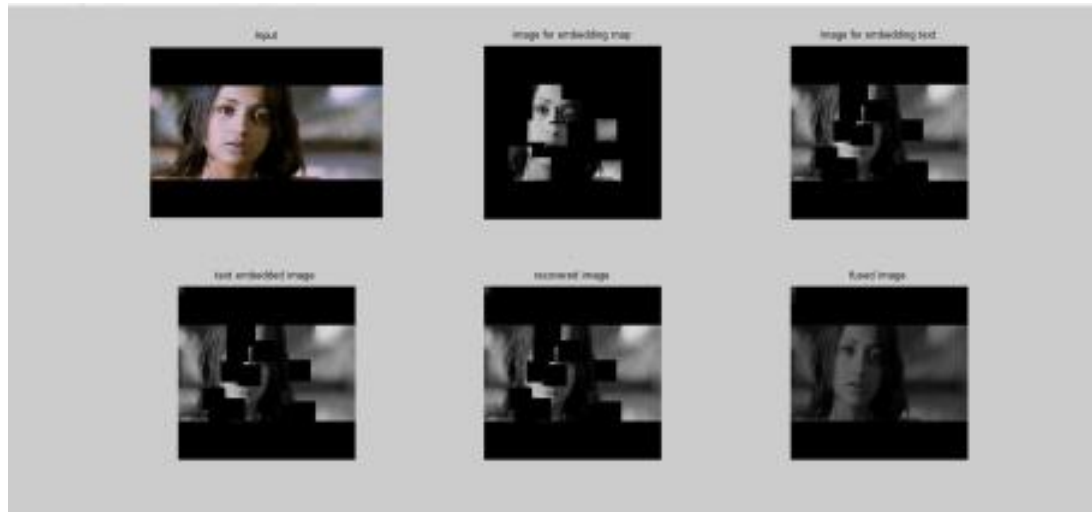 input
image for embedding map
image for embedding text
text embedded image
recovered image
fused image